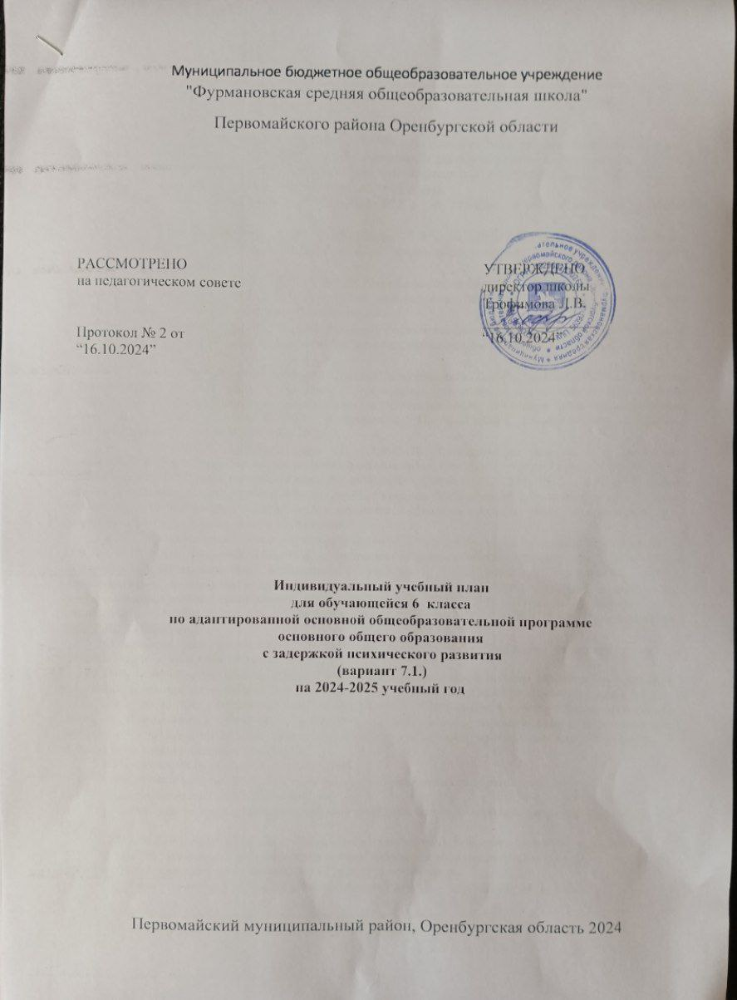 Муниципальное бюджетное общеобразовательное учреждение
"Фурмановская средняя общеобразовательная школа"
Первомайского района Оренбургской области
РАССМОТРЕНО
на педагогическом совете
Протокол № 2 от
“16.10.2024”
УТВЕРЖДЕНО
директор школы
Трофимова Л.В.
“16.10.2024”
Индивидуальный учебный план
для обучающейся 6 класса
по адаптированной основной общеобразовательной программе
основного общего образования
с задержкой психического развития
(вариант 7.1.)
на 2024-2025 учебный год
Первомайский муниципальный район, Оренбургская область 2024